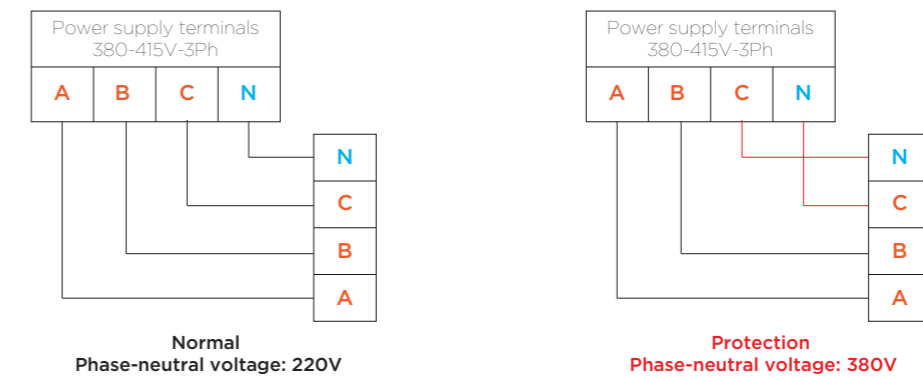 Power supply terminals
380-415V-3Ph
A B C N
N
C
B
A
Normal
Phase-neutral voltage: 220V
Power supply terminals
380-415V-3Ph
A B C N
N
C
B
A
Protection
Phase-neutral voltage: 380V